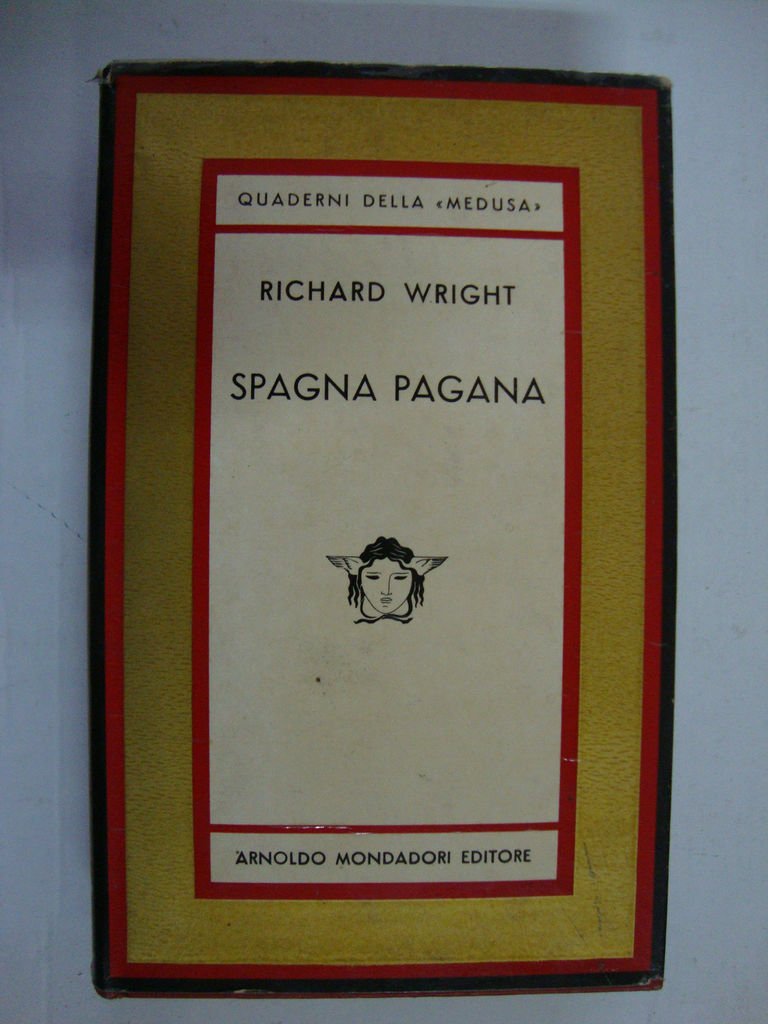 QUADERNI DELLA «MEDUSA»
RICHARD WRIGHT
SPAGNA PAGANA
ARNOLDO MONDADORI EDITORE